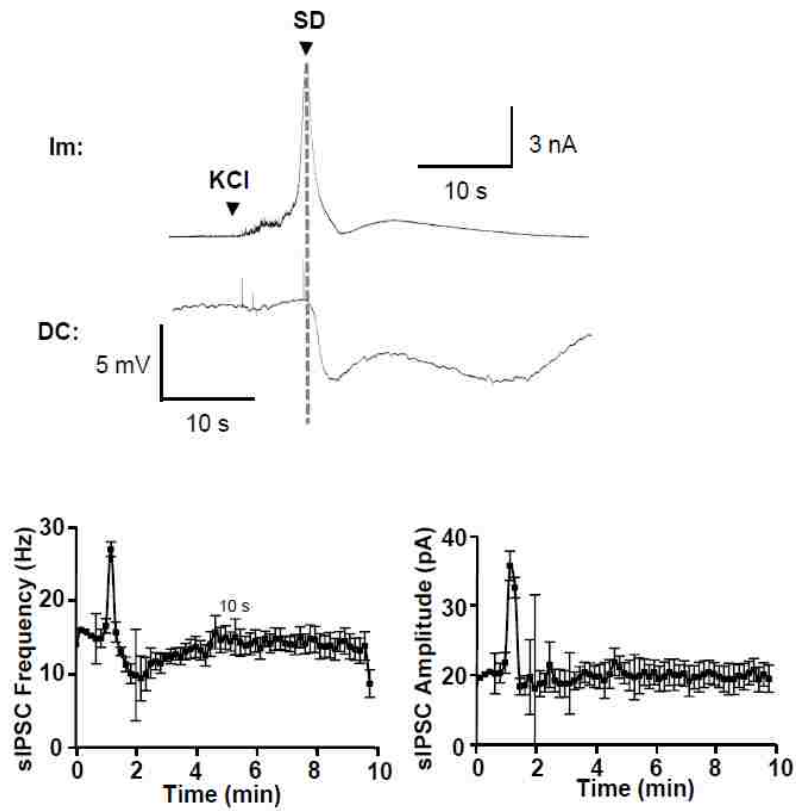 SD
Im:
3 nA
10 s
KCl
DC:
5 mV
10 s
sIPSC Frequency (Hz)
30
20
10
0
10 s
0 2 4 6 8 10
Time (min)
sIPSC Amplitude (pA)
40
30
20
10
0
0 2 4 6 8 10
Time (min)